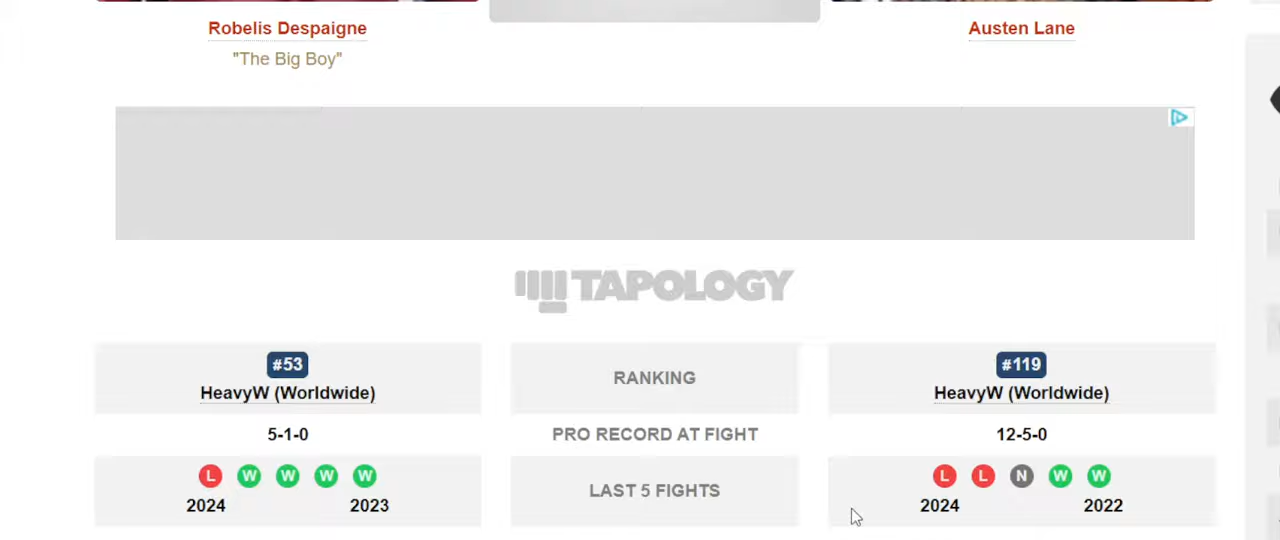 Robelis Despaigne
Austen Lane
"The Big Boy"
TAPOLOGY
#53
RANKING
#119
HeavyW (Worldwide)
HeavyW (Worldwide)
5-1-0
PRO RECORD AT FIGHT
12-5-0
L W W W W
LAST 5 FIGHTS
L L N W W
2024
2023
2024
2022